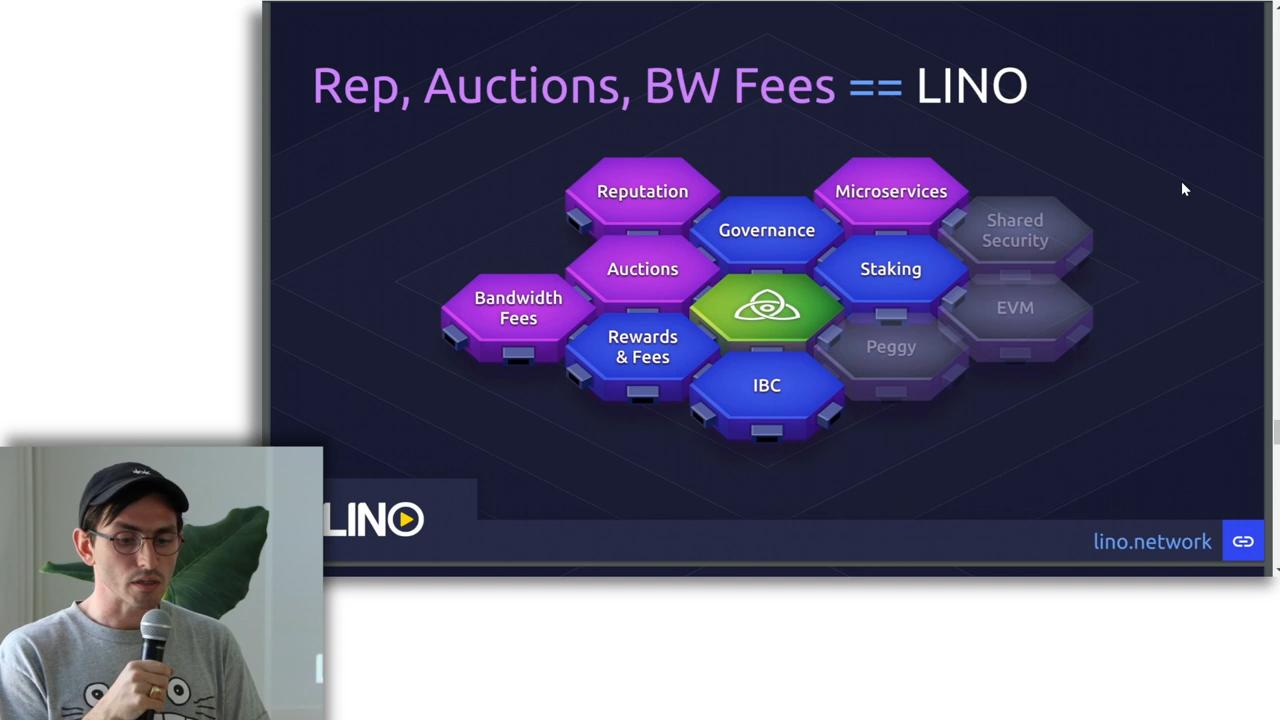 Rep, Auctions, BW Fees == LINO
Reputation
Microservices
Governance
Shared
Security
Auctions
Staking
Bandwidth
Fees
EVM
Rewards
& Fees
Peggy
IBC
LINO
lino.network